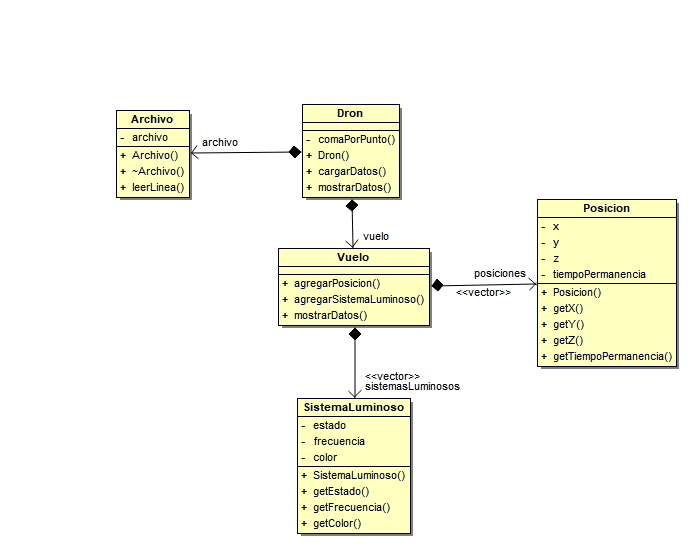 Archivo
- archivo
+ Archivo()
+ ~Archivo()
+ leerLinea()
archivo
Dron
- comaPorPunto()
+ Dron()
+ cargarDatos()
+ mostrarDatos()
vuelo
Vuelo
+ agregarPosicion()
+ agregarSistemaLuminoso()
+ mostrarDatos()
posiciones
<<vector>>
Posicion
- x
- y
- z
- tiempoPermanencia
+ Posicion()
+ getX()
+ getY()
+ getZ()
+ getTiempoPermanencia()
<<vector>>
sistemasLuminosos
SistemaLuminoso
- estado
- frecuencia
- color
+ SistemaLuminoso()
+ getEstado()
+ getFrecuencia()
+ getColor()